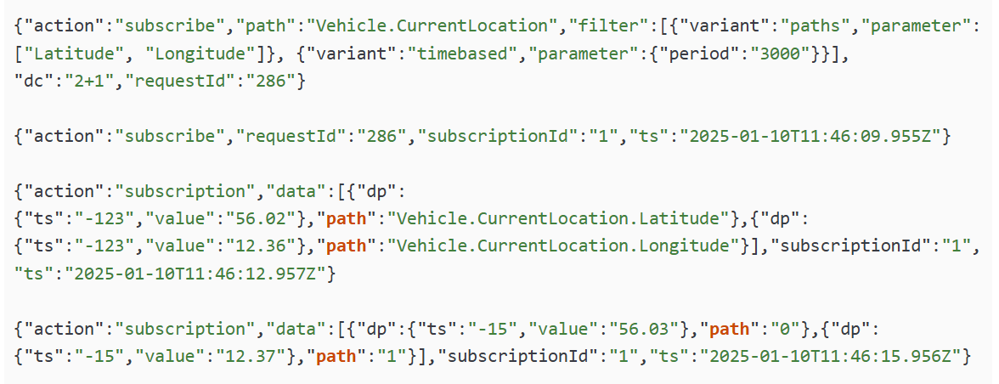 {"action":"subscribe","path":"Vehicle.CurrentLocation","filter":[{"variant":"paths","parameter":
["Latitude", "Longitude"]}, {"variant":"timebased","parameter":{"period":"3000"}}],
"dc":"2+1","requestId":"286"}
{"action":"subscribe","requestId":"286","subscriptionId":"1","ts":"2025-01-10T11:46:09.955Z"}
{"action":"subscription","data":[{"dp":
{"ts":"-123","value":"56.02"},"path":"Vehicle.CurrentLocation.Latitude"},{"dp":
{"ts":"-123","value":"12.36"},"path":"Vehicle.CurrentLocation.Longitude"}],"subscriptionId":"1",
"ts":"2025-01-10T11:46:12.957Z"}
{"action":"subscription","data":[{"dp":{"ts":"-15","value":"56.03"},"path":"0"},{"dp":
{"ts":"-15","value":"12.37"},"path":"1"}],"subscriptionId":"1","ts":"2025-01-10T11:46:15.956Z"}